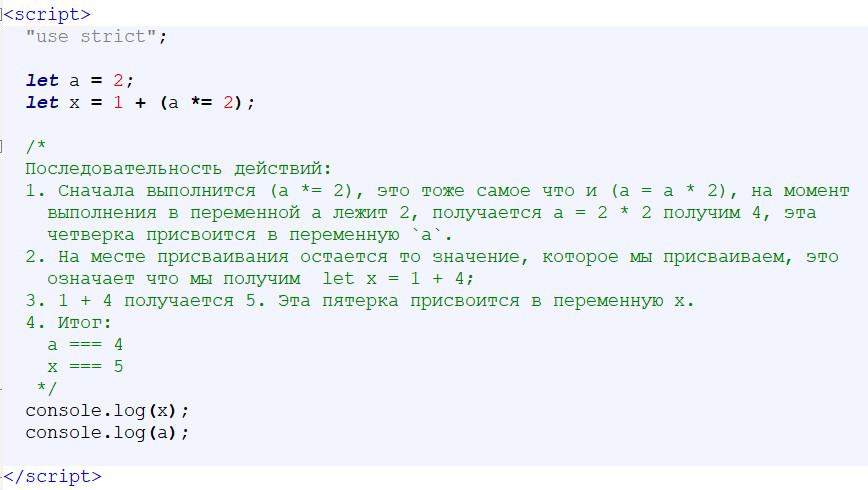 <script>
"use strict";
let a = 2;
let x = 1 + (a *= 2);
/*
Последовательность действий:
1. Сначала выполнится (a *= 2), это тоже самое что и (a = a * 2), на момент
выполнения в переменной а лежит 2, получается a = 2 * 2 получим 4, эта
четверка присвоится в переменную `a`.
2. На месте присваивания остается то значение, которое мы присваиваем, это
означает что мы получим  let x = 1 + 4;
3. 1 + 4 получается 5. Эта пятерка присвоится в переменную x.
4. Итог:
a === 4
x === 5
*/
console.log(x);
console.log(a);
</script>